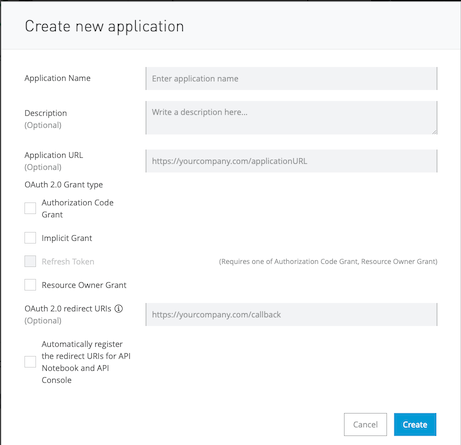 Create new application
Application Name
Enter application name
Description
(Optional)
Write a description here...
Application URL
(Optional)
https://yourcompany.com/applicationURL
OAuth 2.0 Grant type
Authorization Code
Grant
Implicit Grant
Refresh Token
(Requires one of Authorization Code Grant, Resource Owner Grant)
Resource Owner Grant
OAuth 2.0 redirect URIs
(Optional)
https://yourcompany.com/callback
Automatically register
the redirect URIs for API
Notebook and API
Console
Cancel
Create